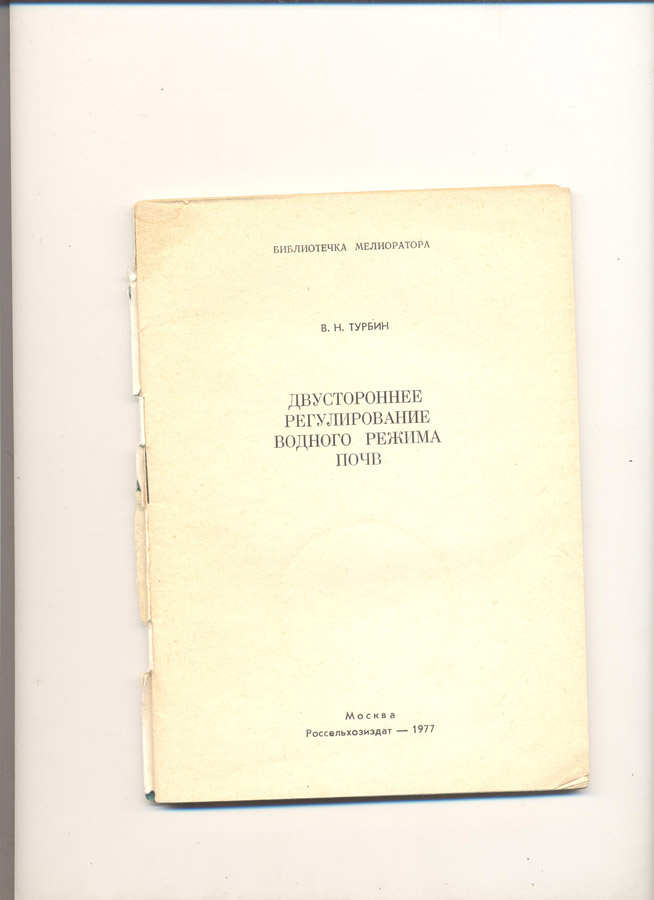 БИБЛИОТЕЧКА МЕЛИОРАТОРА
В. Н. ТУРБИН
ДВУСТОРОННЕЕ
РЕГУЛИРОВАНИЕ
ВОДНОГО РЕЖИМА
ПОЧВ
Москва
Россельхозиздат — 1977